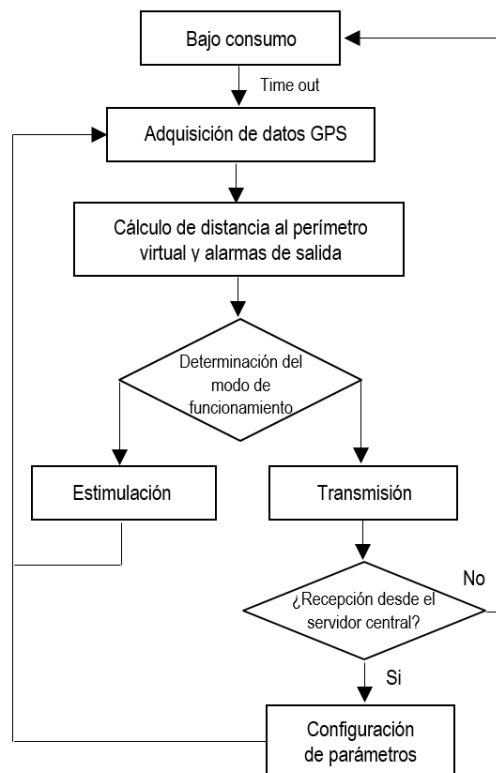 Bajo consumo
Time out
Adquisición de datos GPS
Cálculo de distancia al perímetro
virtual y alarmas de salida
Determinación del
modo de
funcionamiento
Estimulación
Transmisión
¿Recepción desde el
servidor central?
No
Si
Configuración
de parámetros